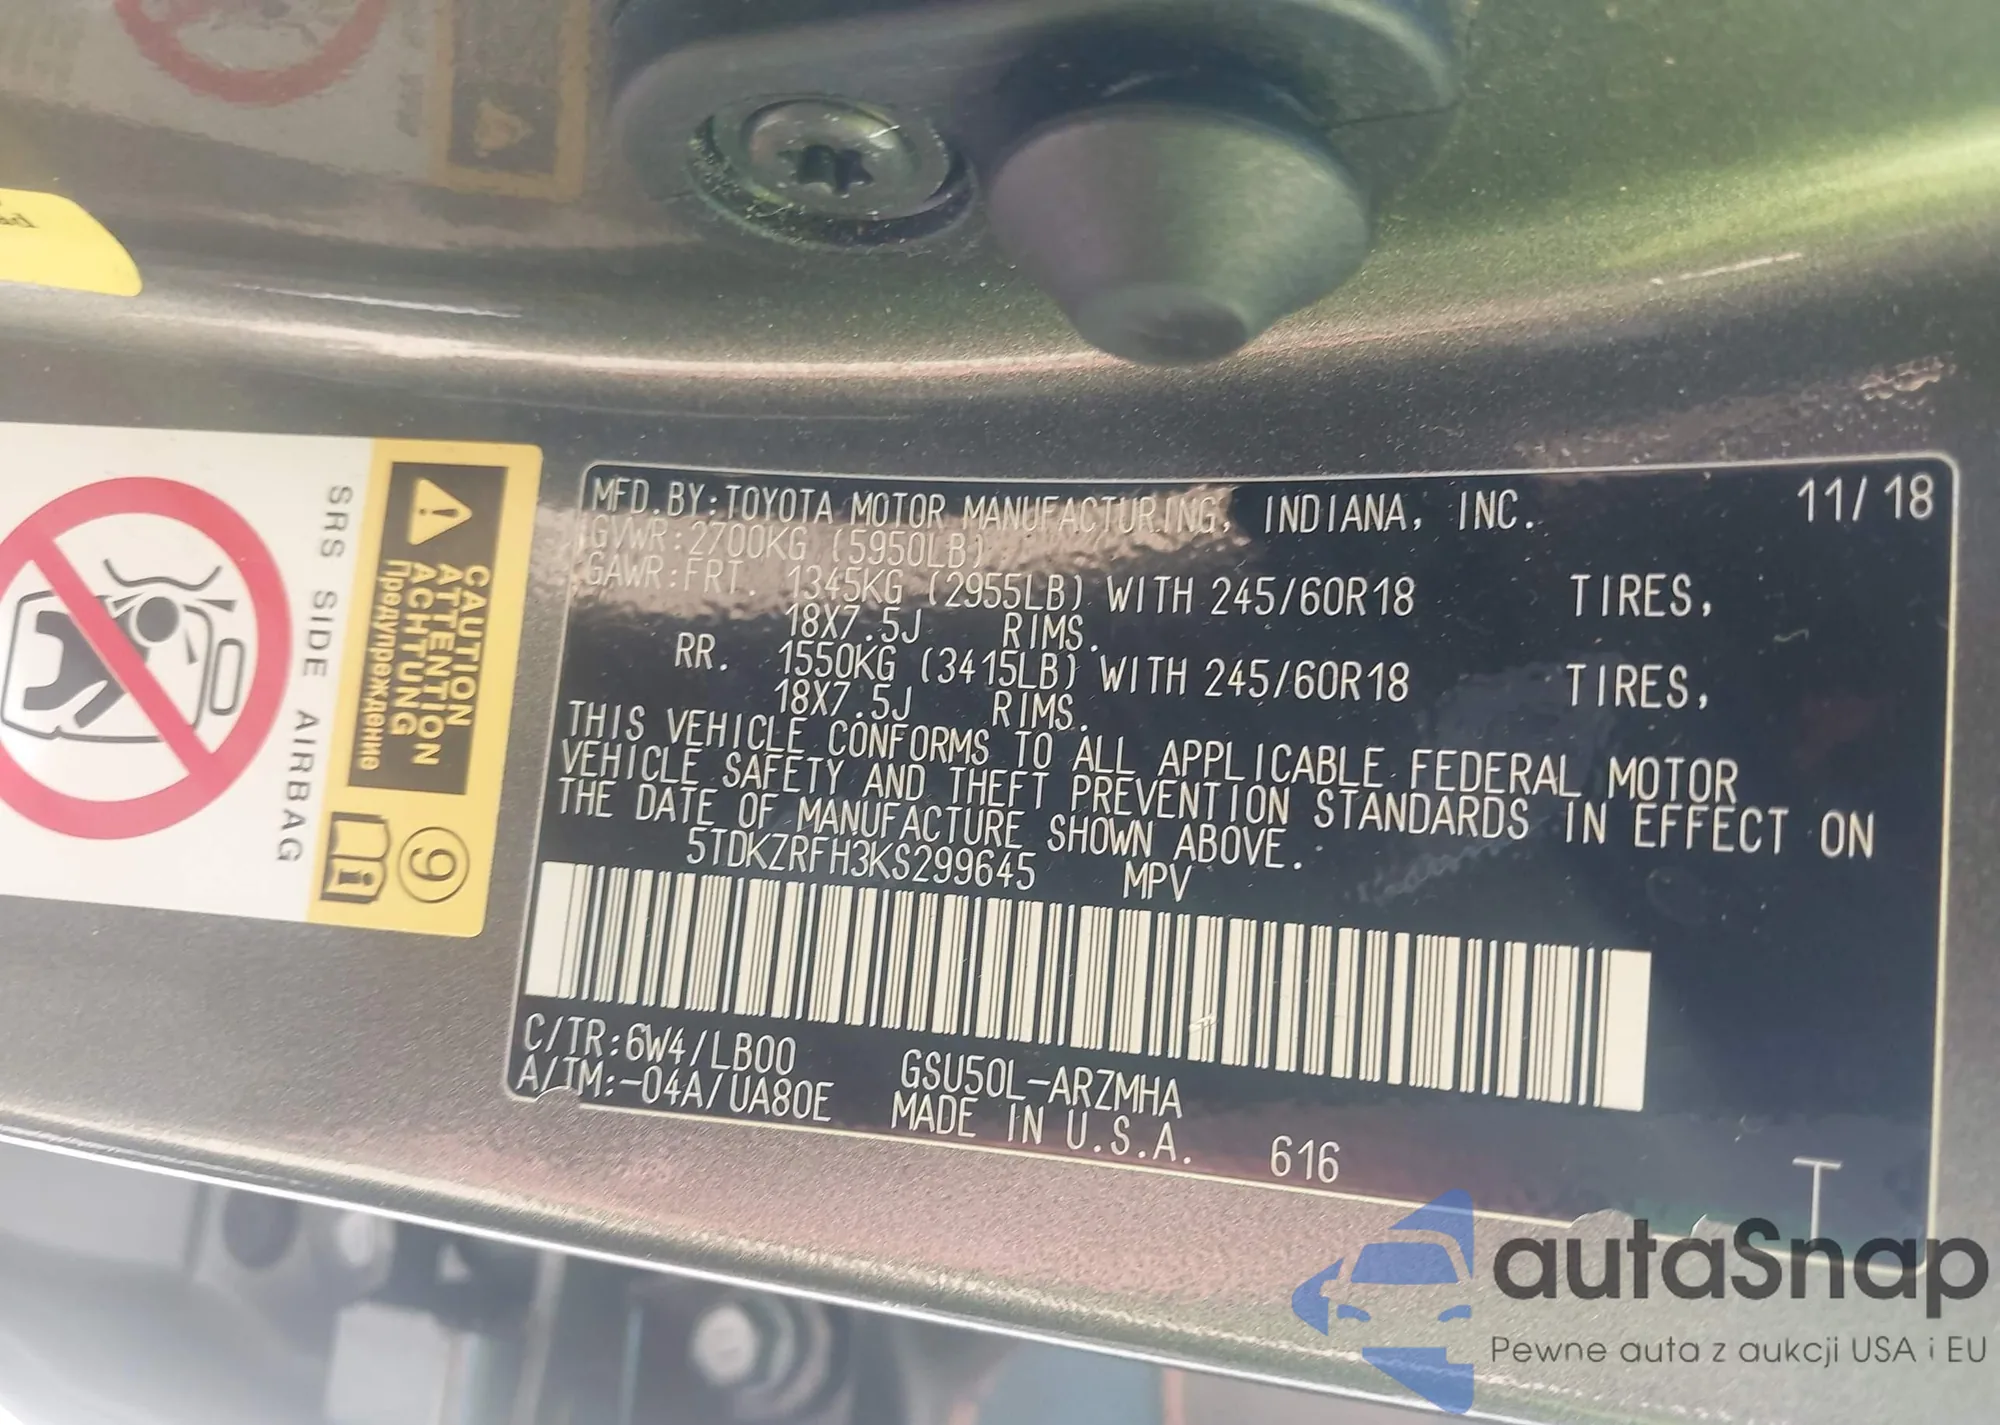 MFD.BY:TOYOTA MOTOR MANUFACTURING, INDIANA, INC. 11/18
GVWR:2700KG (5950LB)
GAWR:FRT. 1345KG (2955LB) WITH 245/60R18 TIRES,
18X7.5J RIMS.
RR. 1550KG (3415LB) WITH 245/60R18 TIRES,
18X7.5J RIMS.
THIS VEHICLE CONFORMS TO ALL APPLICABLE FEDERAL MOTOR
VEHICLE SAFETY AND THEFT PREVENTION STANDARDS IN EFFECT ON
THE DATE OF MANUFACTURE SHOWN ABOVE.
5TDKZRFH3KS299645 MPV
C/TR:6W4/LB00 GSU50L-ARZMHA
A/TM:-04A/UA80E MADE IN U.S.A. 616
T
CAUTION
ATTENTION
ACHTUNG
Предупреждение
9
i
SRS SIDE AIRBAG
autaSnap
Pewne auta z aukcji USA i EU